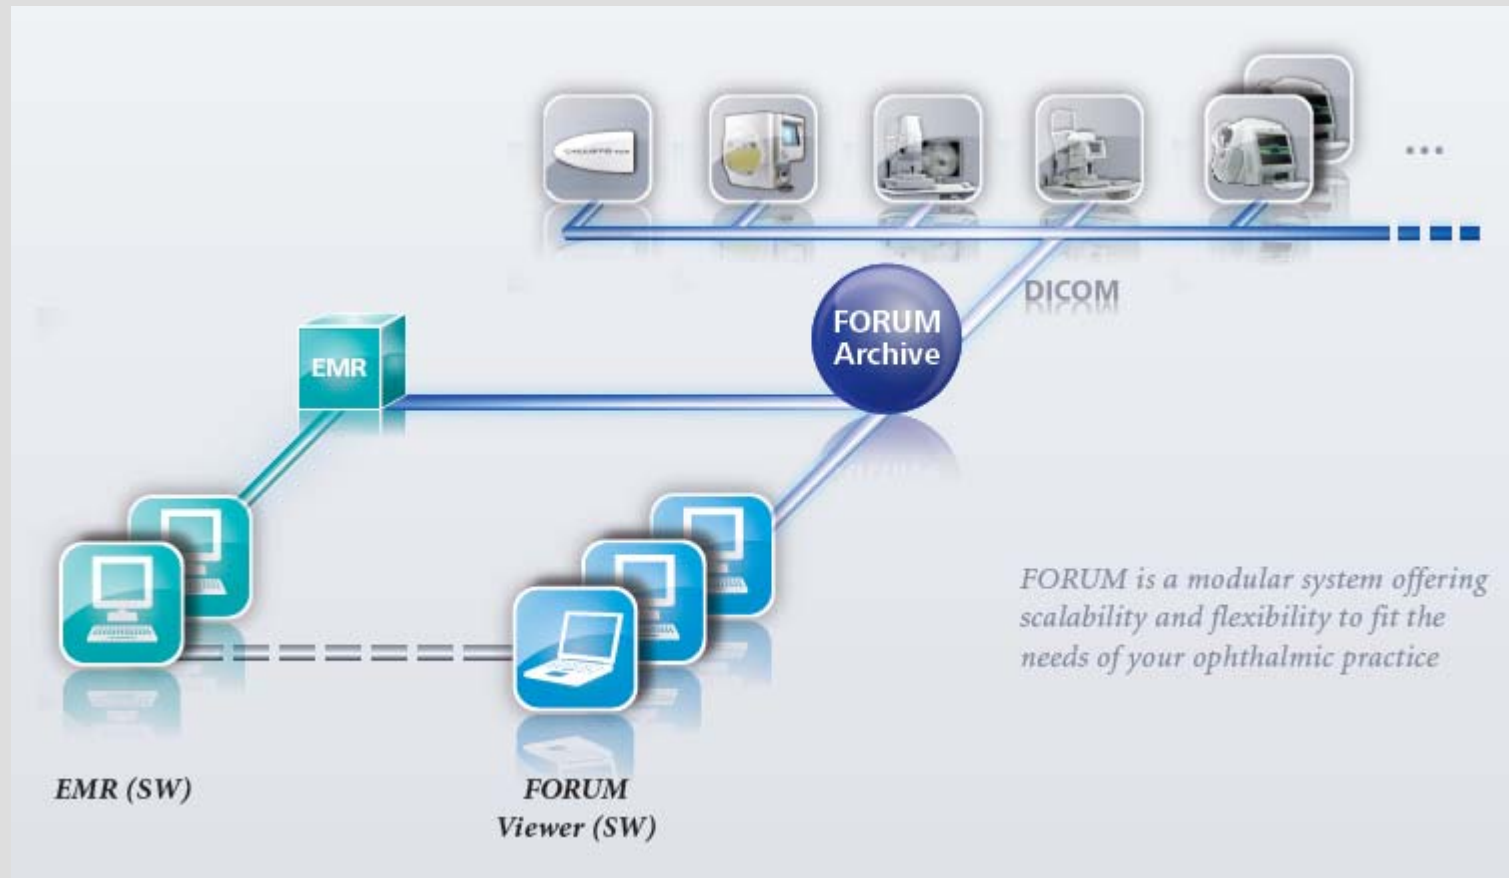 ...
DICOM
FORUM
Archive
EMR
FORUM is a modular system offering
scalability and flexibility to fit the
needs of your ophthalmic practice
EMR (SW)
FORUM
Viewer (SW)